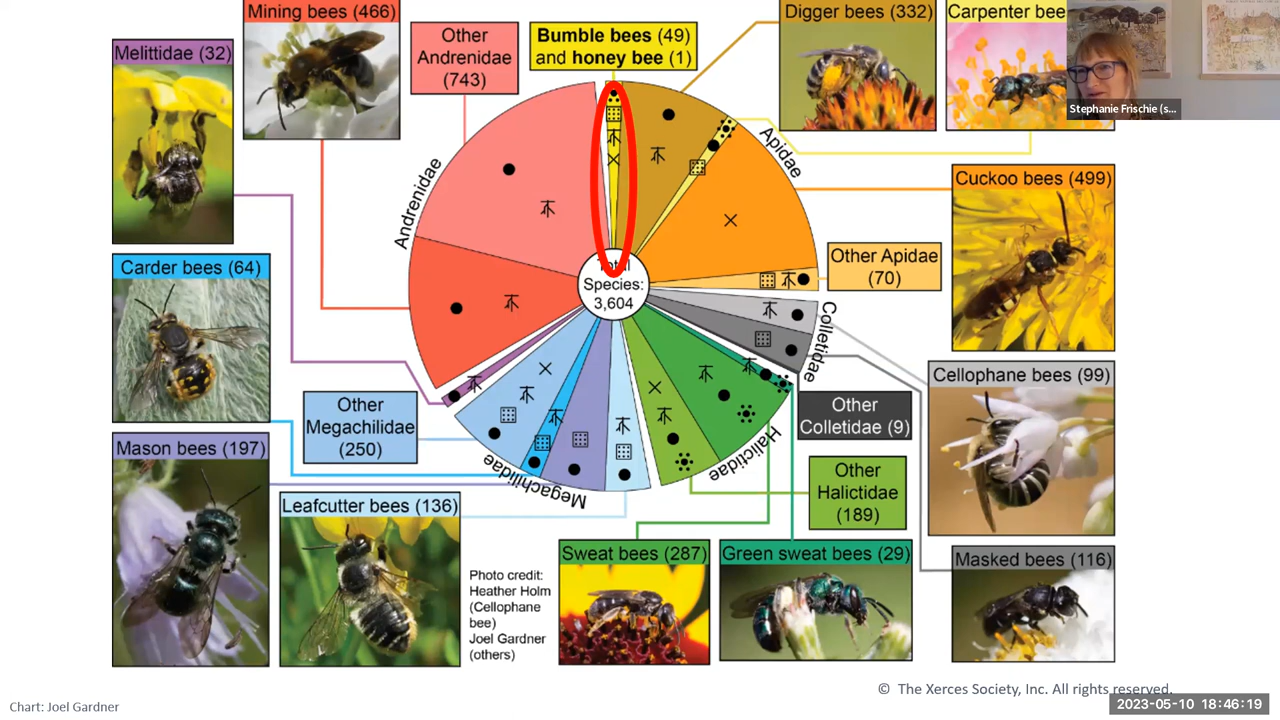 Mining bees (466)
Melittidae (32)
Other
Andrenidae
(743)
Bumble bees (49)
and honey bee (1)
Digger bees (332)
Carpenter bee
Stephanie Frischie (s...
Andrenidae
Apidae
Cuckoo bees (499)
Total
Species:
3,604
Other Apidae
(70)
Carder bees (64)
Colletidae
Cellophane bees (99)
Other
Megachilidae
(250)
Other
Colletidae (9)
Mason bees (197)
Megachilidae
Halictidae
Other
Halictidae
(189)
Leafcutter bees (136)
Sweat bees (287)
Green sweat bees (29)
Masked bees (116)
Photo credit:
Heather Holm
(Cellophane
bee)
Joel Gardner
(others)
© The Xerces Society, Inc. All rights reserved.
Chart: Joel Gardner
2023-05-10 18:46:19